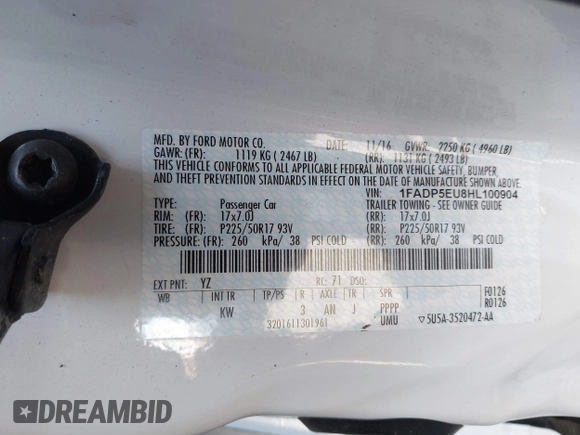 MFD. BY FORD MOTOR CO.
DATE: 11/16 GVWR: 2250 KG ( 4960 LB)
GAWR: (FR): 1119 KG ( 2467 LB) (RR): 1131 KG ( 2493 LB)
THIS VEHICLE CONFORMS TO ALL APPLICABLE FEDERAL MOTOR VEHICLE SAFETY, BUMPER,
AND THEFT PREVENTION STANDARDS IN EFFECT ON THE DATE OF MANUFACTURE SHOWN ABOVE.
VIN: 1FADP5EU8HL100904
TYPE: Passenger Car TRAILER TOWING - SEE OWNER GUIDE
RIM: (FR) 17x7.0J (RR): 17x7.0J
TIRE: (FR) P225/50R17 93V (RR) P225/50R17 93V
PRESSURE: (FR) 260 kPa/ 38 PSI COLD (RR) 260 kPa/ 38 PSI COLD
EXT PNT: YZ RC: 71 DSO:
WB INT TR TP/PS R AXLE TR SPR F0126
KW 3 AN J PPPP R0126
320T611301961 UMU ▽5U5A-3520472-AA
DREAMBID